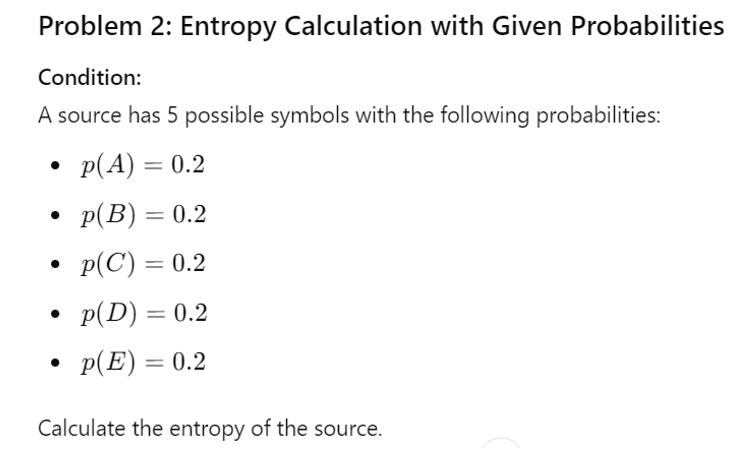 Problem 2: Entropy Calculation with Given Probabilities
Condition:
A source has 5 possible symbols with the following probabilities:
• p(A) = 0.2
• p(B) = 0.2
• p(C) = 0.2
• p(D) = 0.2
• p(E) = 0.2
Calculate the entropy of the source.